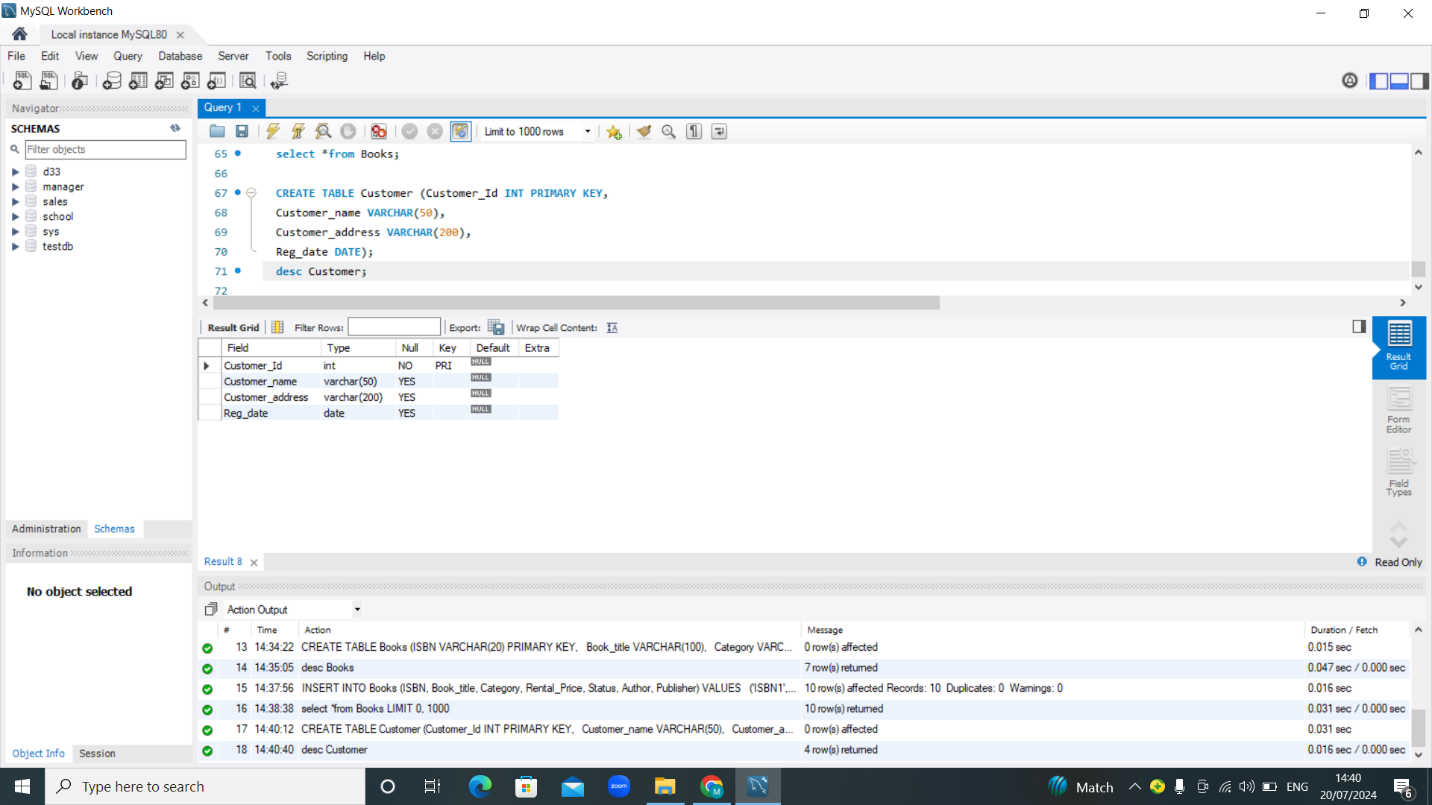 MySQL Workbench
Local instance MySQL80
File Edit View Query Database Server Tools Scripting Help
Navigator
SCHEMAS
Filter objects
d33
manager
sales
school
sys
testdb
Administration Schemas
Information
No object selected
Object Info Session
Query 1
Limit to 1000 rows
65 select *from Books;
66
67 CREATE TABLE Customer (Customer_Id INT PRIMARY KEY,
68 Customer_name VARCHAR(50),
69 Customer_address VARCHAR(200),
70 Reg_date DATE);
71 desc Customer;
72
Result Grid Filter Rows: Export: Wrap Cell Content:
Field Type Null Key Default Extra
Customer_Id int NO PRI NULL
Customer_name varchar(50) YES NULL
Customer_address varchar(200) YES NULL
Reg_date date YES NULL
Result
Grid
Form
Editor
Field
Types
Result 8
Read Only
Output
Action Output
# Time Action Message Duration / Fetch
13 14:34:22 CREATE TABLE Books (ISBN VARCHAR(20) PRIMARY KEY, Book_title VARCHAR(100), Category VARC... 0 row(s) affected 0.015 sec
14 14:35:05 desc Books 7 row(s) returned 0.047 sec / 0.000 sec
15 14:37:56 INSERT INTO Books (ISBN, Book_title, Category, Rental_Price, Status, Author, Publisher) VALUES ('ISBN1',... 10 row(s) affected Records: 10 Duplicates: 0 Warnings: 0 0.016 sec
16 14:38:38 select *from Books LIMIT 0, 1000 10 row(s) returned 0.031 sec / 0.000 sec
17 14:40:12 CREATE TABLE Customer (Customer_Id INT PRIMARY KEY, Customer_name VARCHAR(50), Customer_a... 0 row(s) affected 0.031 sec
18 14:40:40 desc Customer 4 row(s) returned 0.016 sec / 0.000 sec
Type here to search
zoom
M
Match
ENG
14:40
20/07/2024
6